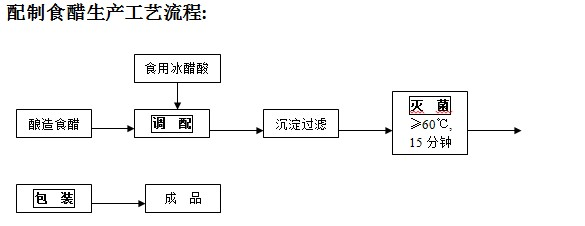 配制食醋生产工艺流程:
食用冰醋酸
酿造食醋
调 配
沉淀过滤
灭 菌
≥60℃,
15 分钟
包 装
成 品